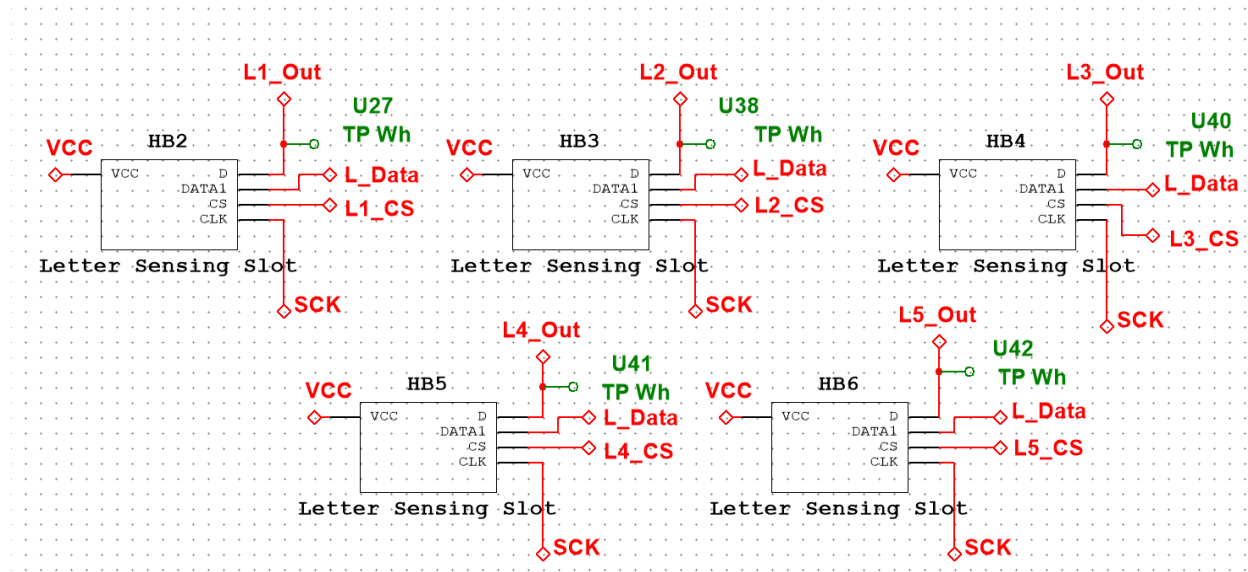 L1_Out
U27
TP Wh
HB2
VCC
VCC
D
DATA1
CS
CLK
L_Data
L1_CS
Letter Sensing Slot
SCK
L2_Out
U38
TP Wh
HB3
VCC
VCC
D
DATA1
CS
CLK
L_Data
L2_CS
Letter Sensing Slot
SCK
L3_Out
U40
TP Wh
HB4
VCC
VCC
D
DATA1
CS
CLK
L_Data
L3_CS
Letter Sensing Slot
SCK
L4_Out
U41
TP Wh
HB5
VCC
VCC
D
DATA1
CS
CLK
L_Data
L4_CS
Letter Sensing Slot
SCK
L5_Out
U42
TP Wh
HB6
VCC
VCC
D
DATA1
CS
CLK
L_Data
L5_CS
Letter Sensing Slot
SCK